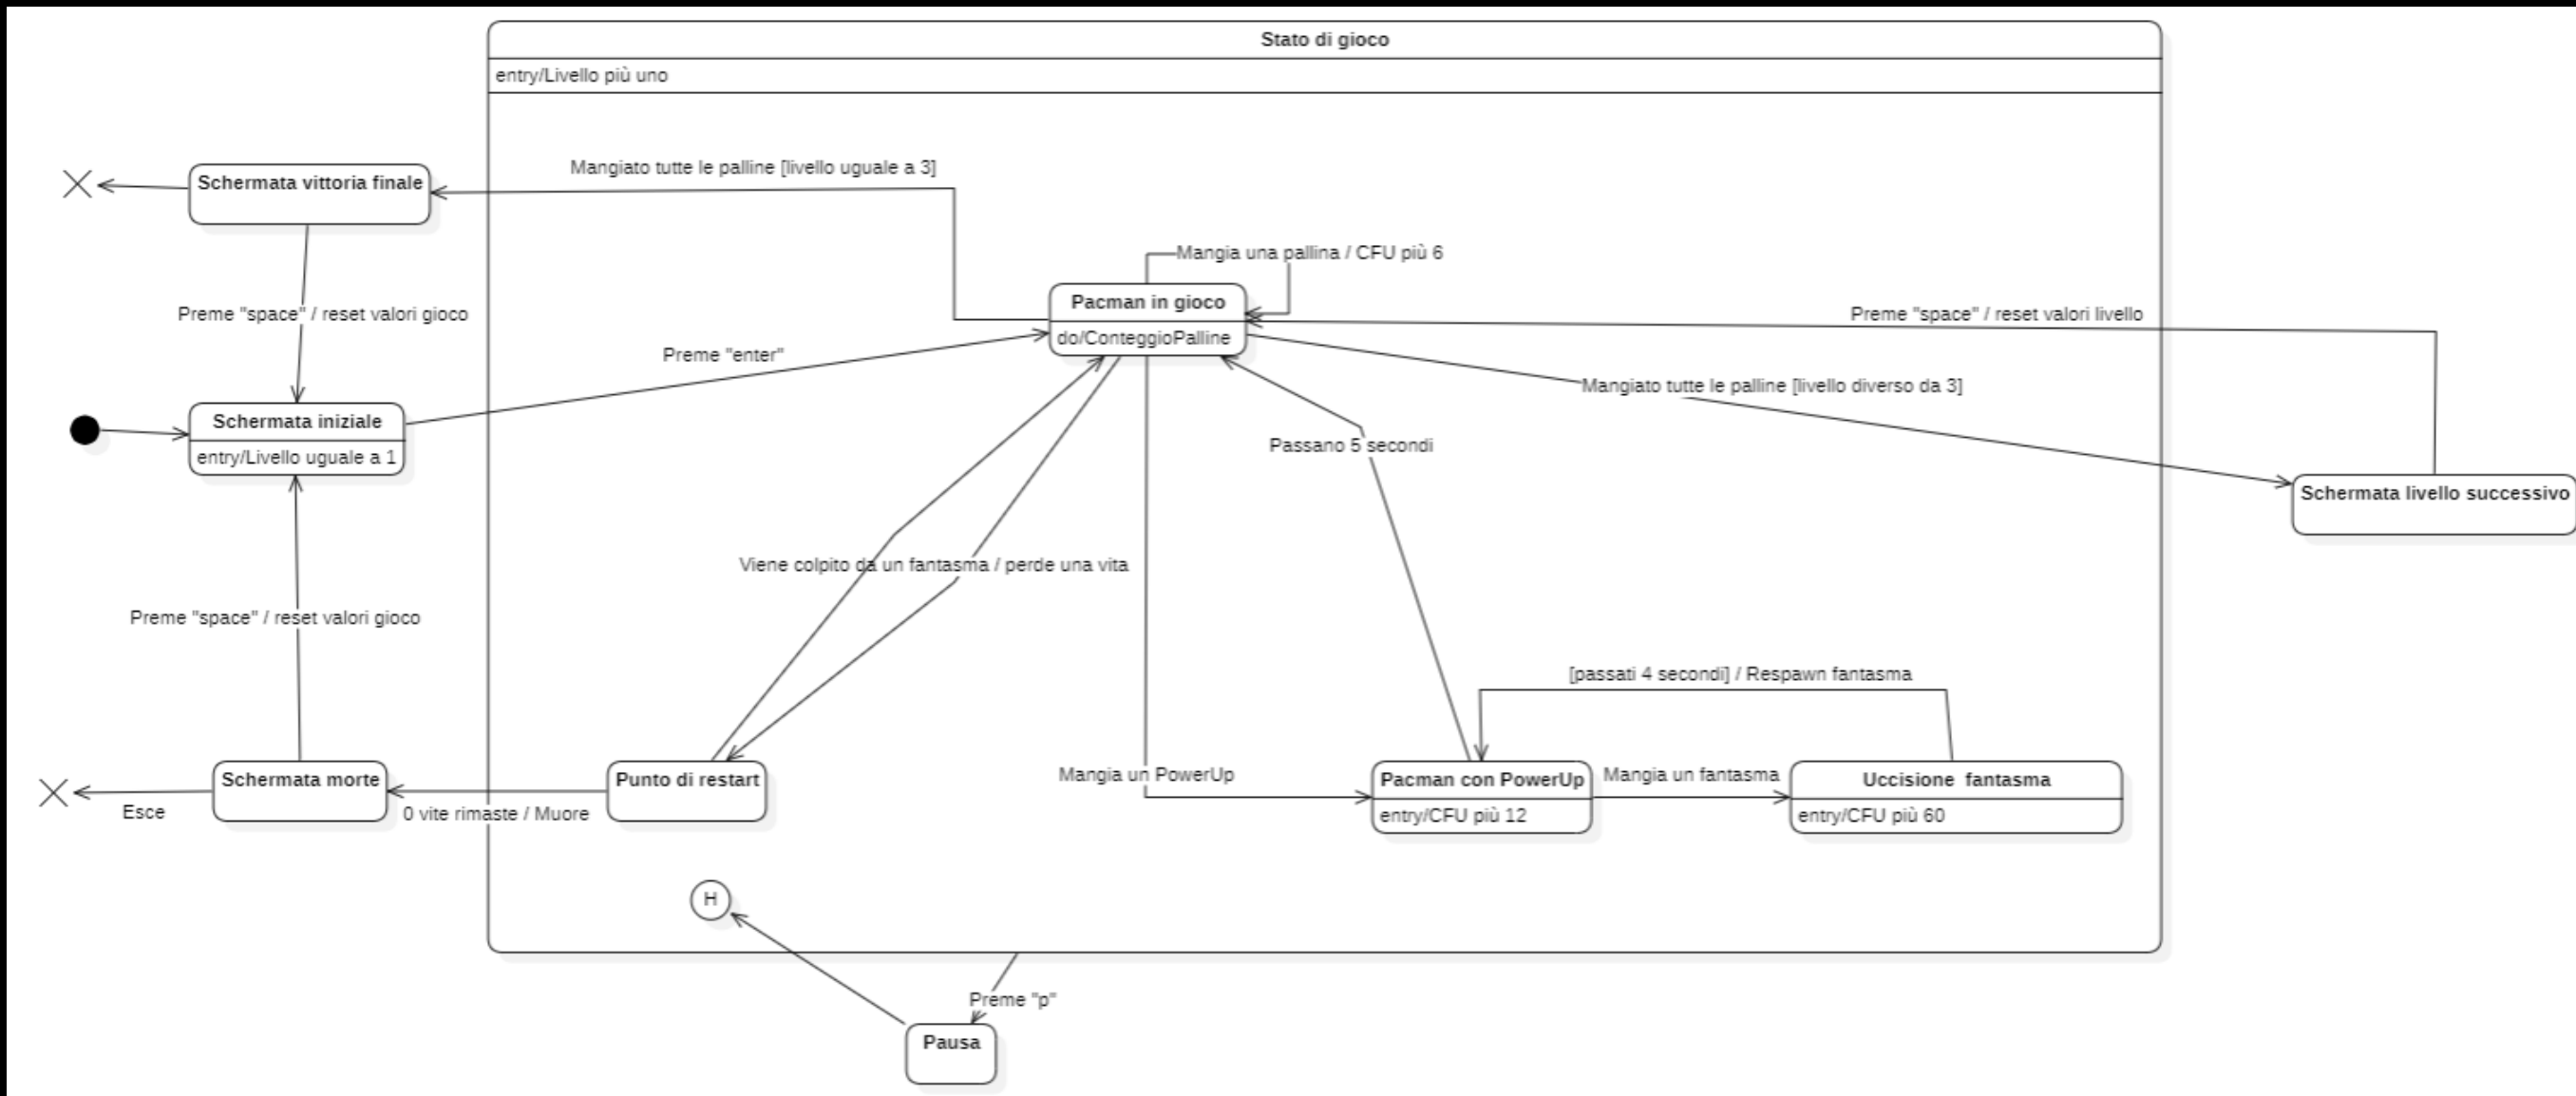 Stato di gioco
entry/Livello più uno
Mangiato tutte le palline [livello uguale a 3]
Schermata vittoria finale
Mangia una pallina / CFU più 6
Pacman in gioco
do/ConteggioPalline
Preme "space" / reset valori gioco
Preme "space" / reset valori livello
Preme "enter"
Mangiato tutte le palline [livello diverso da 3]
Schermata iniziale
entry/Livello uguale a 1
Passano 5 secondi
Schermata livello successivo
Viene colpito da un fantasma / perde una vita
Preme "space" / reset valori gioco
[passati 4 secondi] / Respawn fantasma
Schermata morte
Esce
0 vite rimaste / Muore
Punto di restart
Mangia un PowerUp
Pacman con PowerUp
entry/CFU più 12
Mangia un fantasma
Uccisione  fantasma
entry/CFU più 60
H
Preme "p"
Pausa